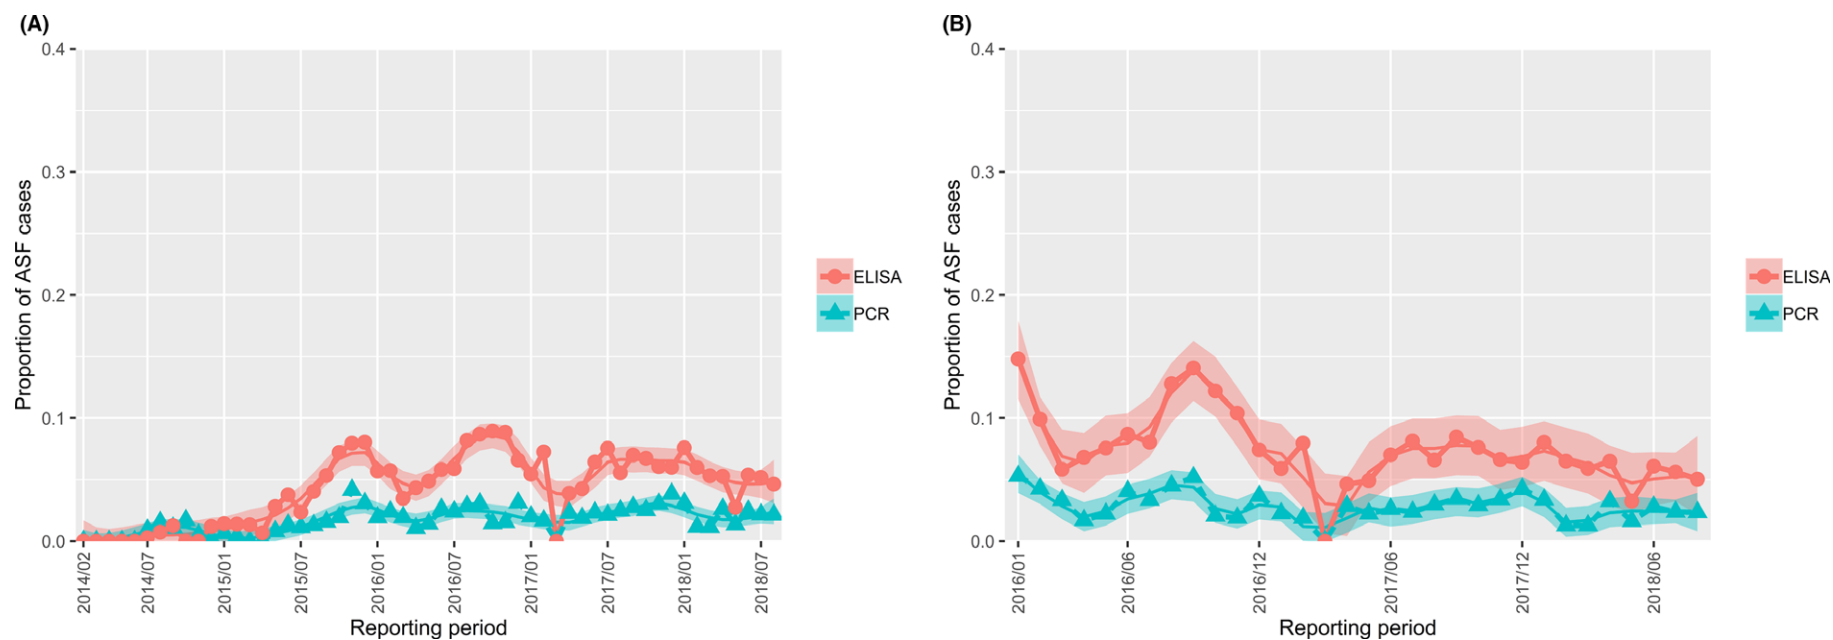 (A)
Proportion of ASF cases
0.4
0.3
0.2
0.1
0.0
2014/02
2014/07
2015/01
2015/07
2016/01
2016/07
2017/01
2017/07
2018/01
2018/07
Reporting period
ELISA
PCR
(B)
Proportion of ASF cases
0.4
0.3
0.2
0.1
0.0
2016/01
2016/06
2016/12
2017/06
2017/12
2018/06
Reporting period
ELISA
PCR